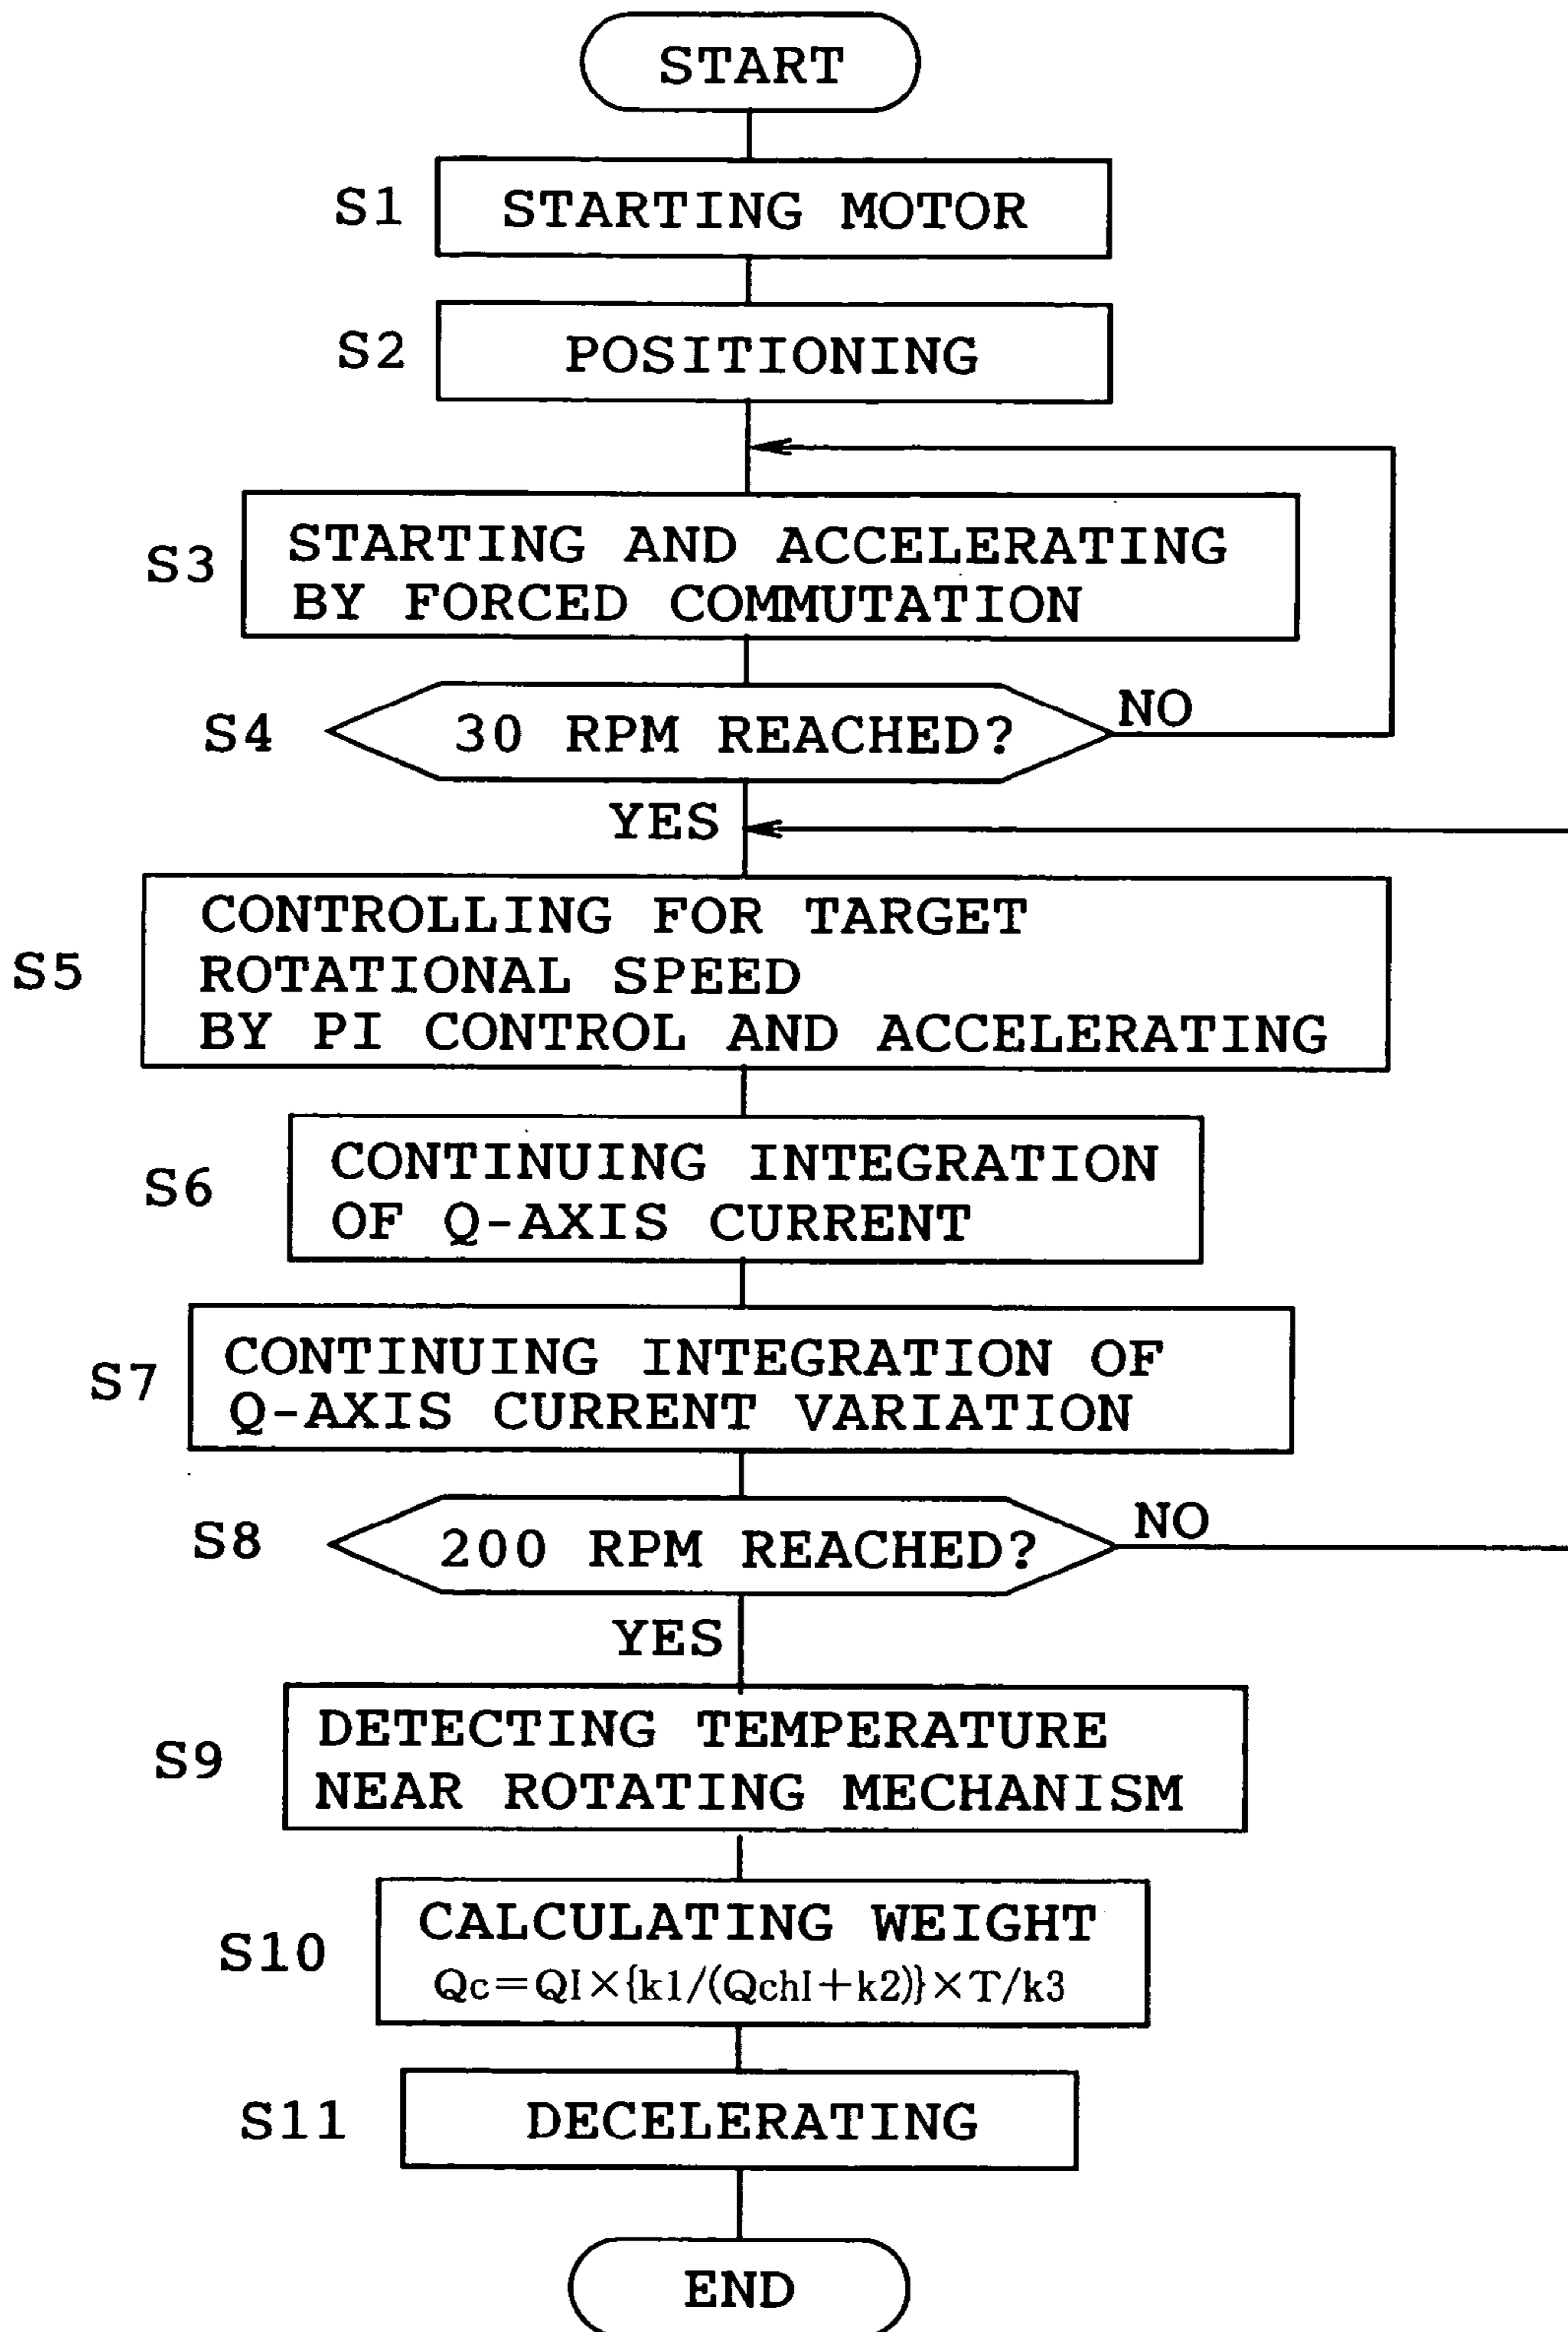 START
S1
STARTING MOTOR
S2
POSITIONING
S3
STARTING AND ACCELERATING
BY FORCED COMMUTATION
S4
30 RPM REACHED?
NO
YES
S5
CONTROLLING FOR TARGET
ROTATIONAL SPEED
BY PI CONTROL AND ACCELERATING
S6
CONTINUING INTEGRATION
OF Q-AXIS CURRENT
S7
CONTINUING INTEGRATION OF
Q-AXIS CURRENT VARIATION
S8
200 RPM REACHED?
NO
YES
S9
DETECTING TEMPERATURE
NEAR ROTATING MECHANISM
S10
CALCULATING WEIGHT
Qc=QI×{k1/(QchI+k2)}×T/k3
S11
DECELERATING
END